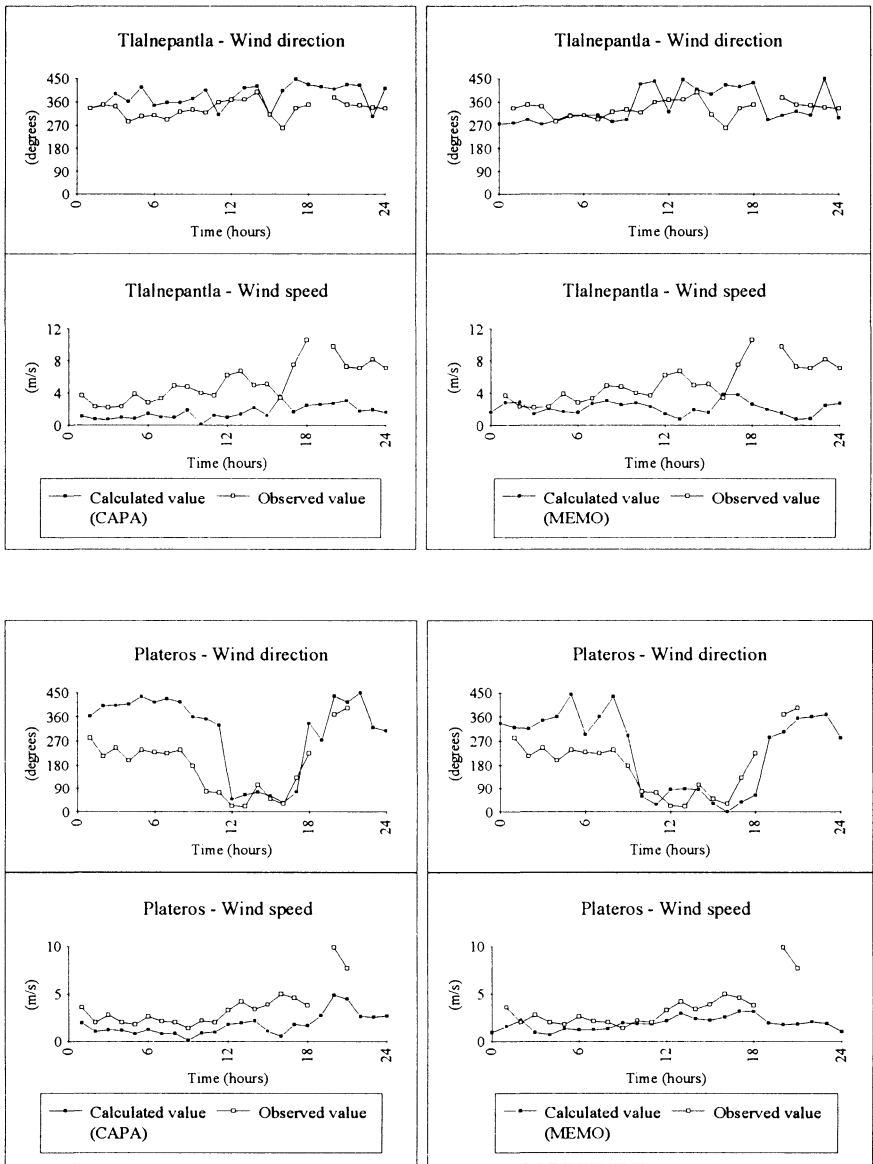 Tlalnepantla - Wind direction
450
360
270
180
90
0
(degrees)
0
6
12
18
24
Time (hours)
Tlalnepantla - Wind speed
12
8
4
0
(m/s)
0
6
12
18
24
Time (hours)
Calculated value Observed value
(CAPA)
Tlalnepantla - Wind direction
450
360
270
180
90
0
(degrees)
0
6
12
18
24
Time (hours)
Tlalnepantla - Wind speed
12
8
4
0
(m/s)
0
6
12
18
24
Time (hours)
Calculated value Observed value
(MEMO)
Plateros - Wind direction
450
360
270
180
90
0
(degrees)
0
6
12
18
24
Time (hours)
Plateros - Wind speed
10
5
0
(m/s)
0
6
12
18
24
Time (hours)
Calculated value Observed value
(CAPA)
Plateros - Wind direction
450
360
270
180
90
0
(degrees)
0
6
12
18
24
Time (hours)
Plateros - Wind speed
10
5
0
(m/s)
0
6
12
18
24
Time (hours)
Calculated value Observed value
(MEMO)